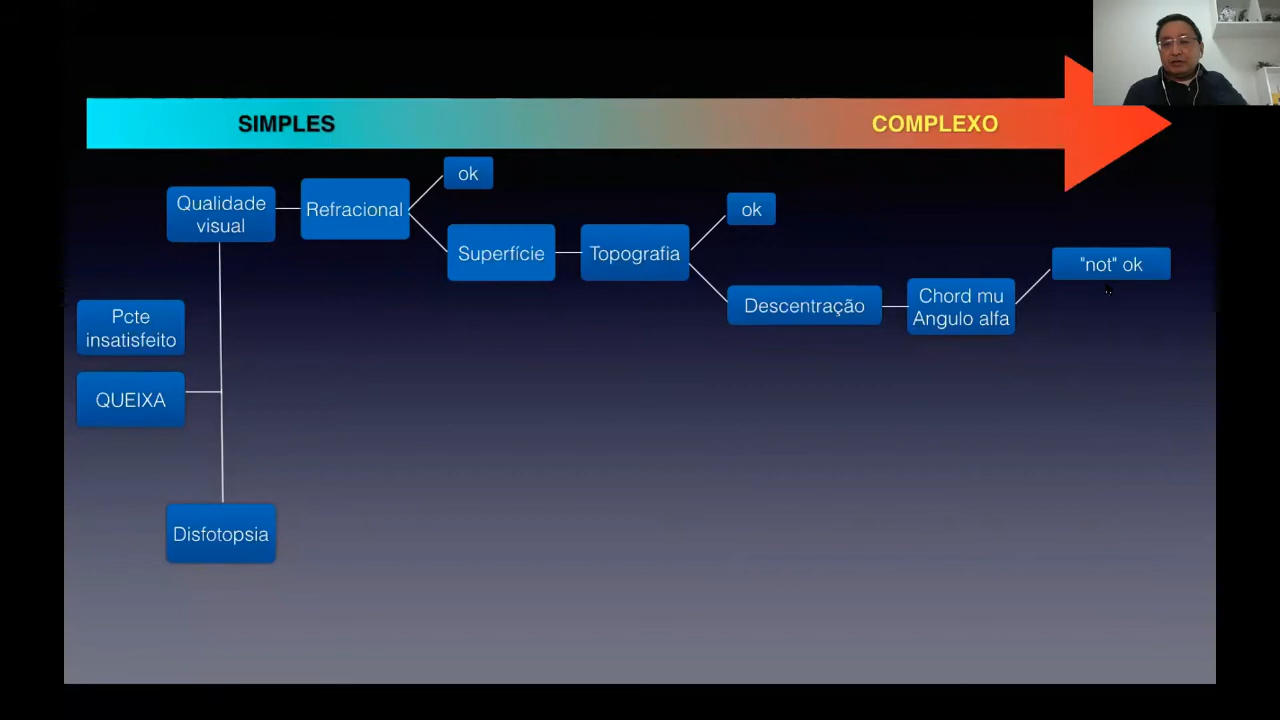 SIMPLES
COMPLEXO
ok
Qualidade
visual
Refracional
ok
Superfície
Topografia
"not" ok
Descentração
Chord mu
Angulo alfa
Pcte
insatisfeito
QUEIXA
Disfotopsia